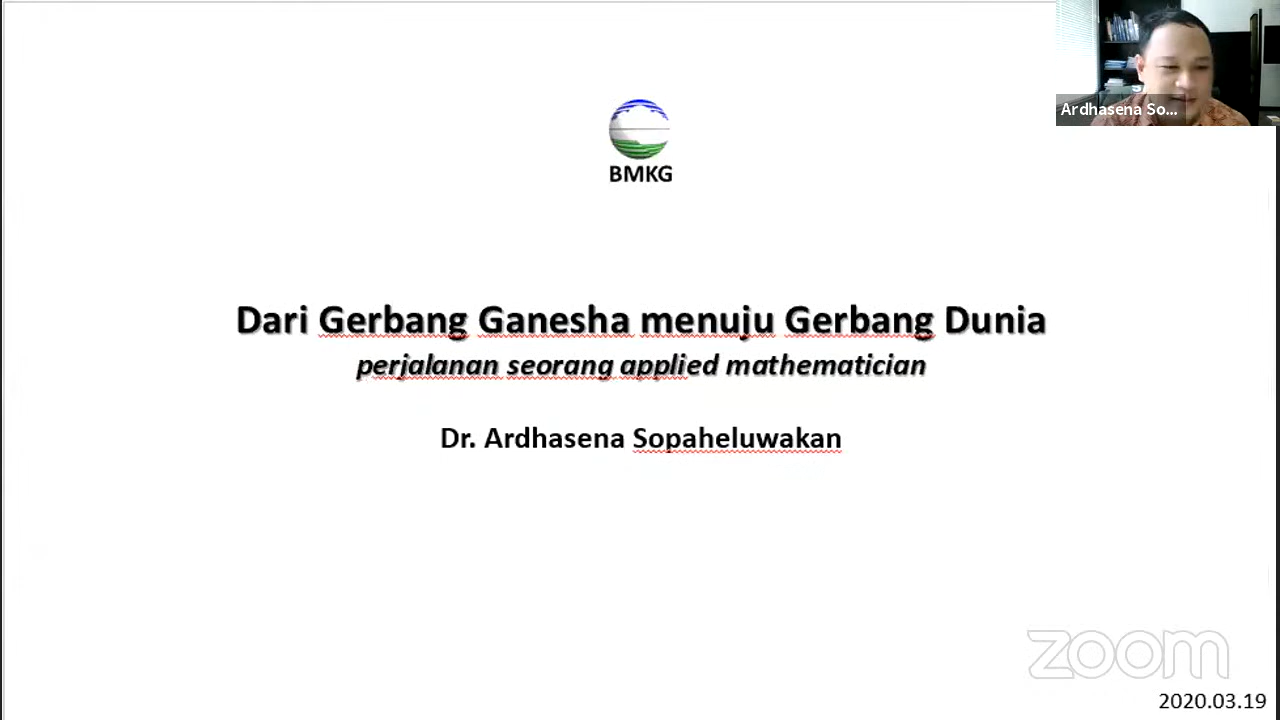 Ardhasena So...
BMKG
Dari Gerbang Ganesha menuju Gerbang Dunia
perjalanan seorang applied mathematician
Dr. Ardhasena Sopaheluwakan
zoom
2020.03.19